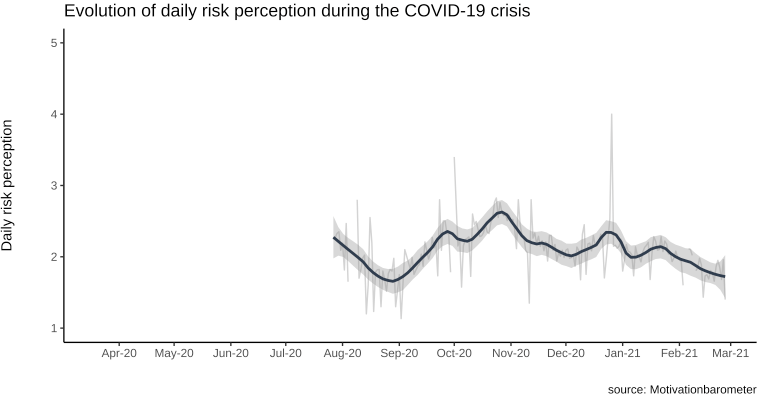 Evolution of daily risk perception during the COVID-19 crisis
Daily risk perception
5
4
3
2
1
Apr-20 May-20 Jun-20 Jul-20 Aug-20 Sep-20 Oct-20 Nov-20 Dec-20 Jan-21 Feb-21 Mar-21
source: Motivationbarometer